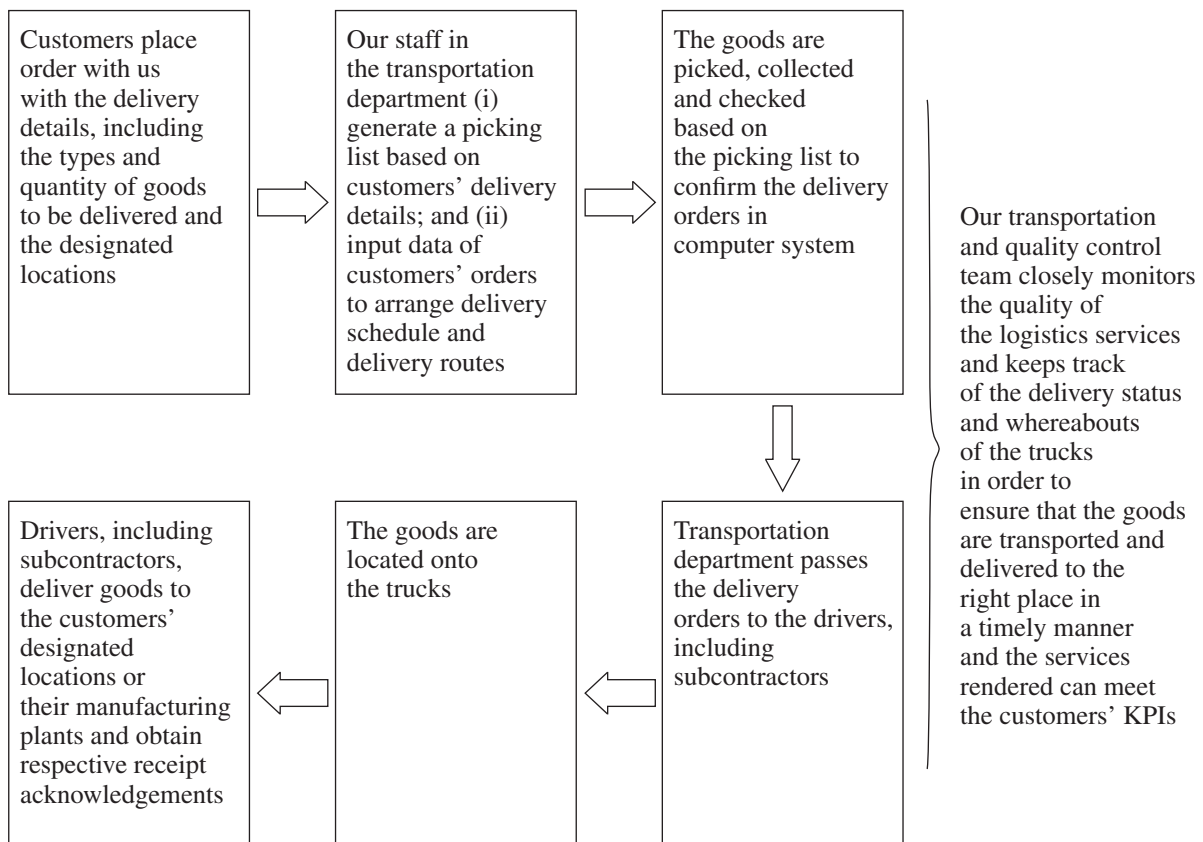 Customers place
order with us
with the delivery
details, including
the types and
quantity of goods
to be delivered and
the designated
locations
Our staff in
the transportation
department (i)
generate a picking
list based on
customers’ delivery
details; and (ii)
input data of
customers’ orders
to arrange delivery
schedule and
delivery routes
The goods are
picked, collected
and checked
based on
the picking list to
confirm the delivery
orders in
computer system
Transportation
department passes
the delivery
orders to the drivers,
including
subcontractors
The goods are
located onto
the trucks
Drivers, including
subcontractors,
deliver goods to
the customers’
designated
locations or
their manufacturing
plants and obtain
respective receipt
acknowledgements
Our transportation
and quality control
team closely monitors
the quality of
the logistics services
and keeps track
of the delivery status
and whereabouts
of the trucks
in order to
ensure that the goods
are transported and
delivered to the
right place in
a timely manner
and the services
rendered can meet
the customers’ KPIs